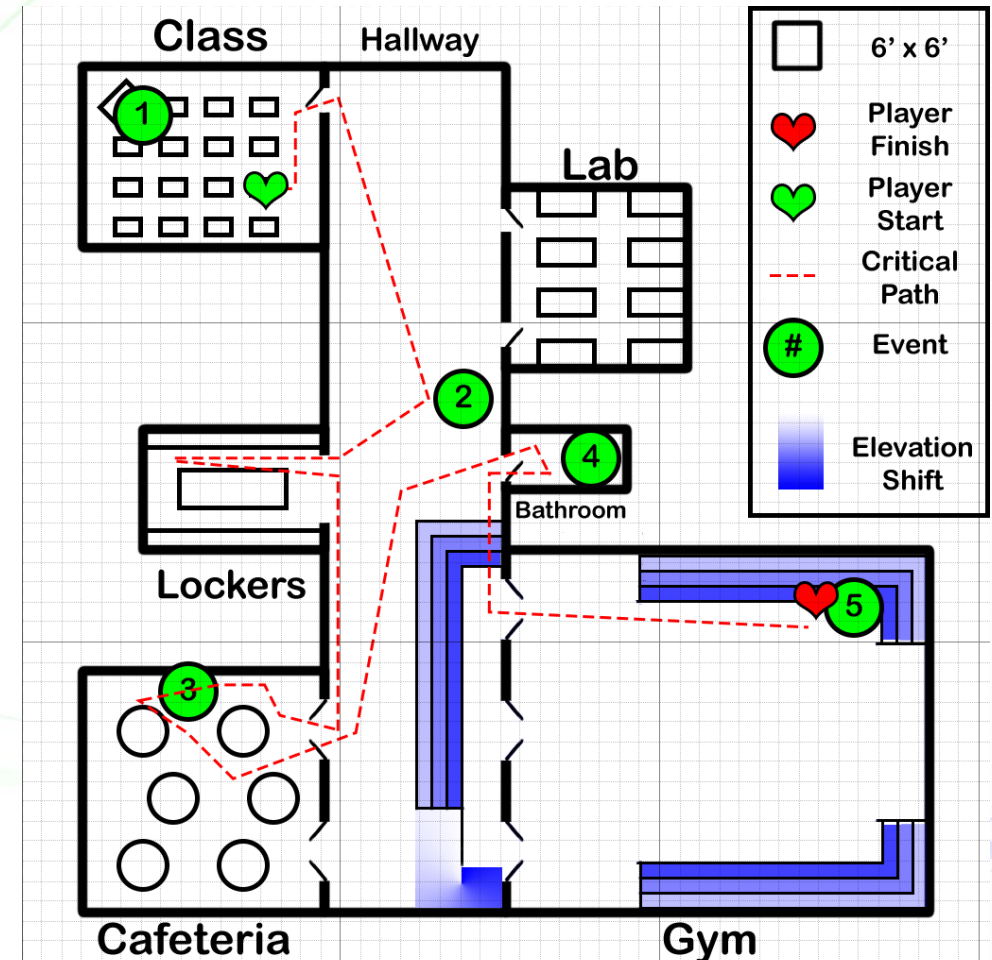 Class
Hallway
6' x 6'
1
Player
Finish
Lab
Player
Start
Critical
Path
#
Event
2
4
Elevation
Shift
Bathroom
Lockers
5
3
Cafeteria
Gym